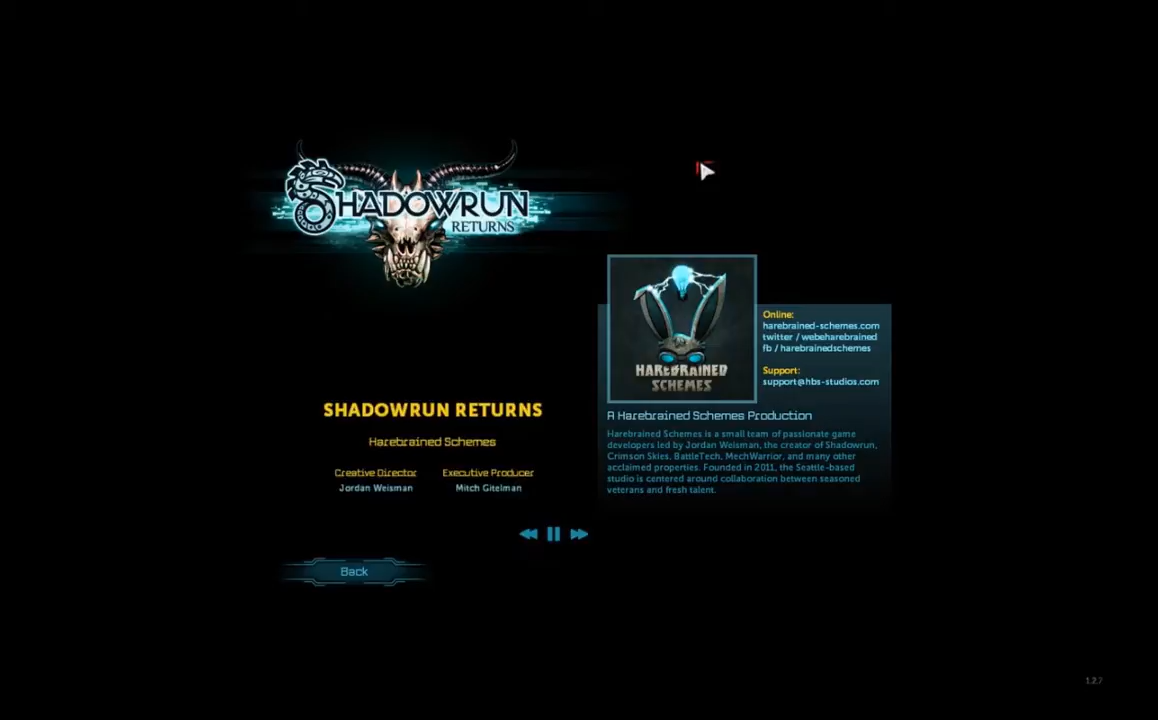 SHADOWRUN
RETURNS
SHADOWRUN RETURNS
Harebrained Schemes
Creative Director
Jordan Weisman
Executive Producer
Mitch Gitelman
Back
HAREBRAINED
SCHEMES
Online:
harebrained-schemes.com
twitter / webeharebrained
fb / harebrainedschemes
Support:
support@hbs-studios.com
A Harebrained Schemes Production
Harebrained Schemes is a small team of passionate game
developers led by Jordan Weisman, the creator of Shadowrun,
Crimson Skies, BattleTech, MechWarrior, and many other
acclaimed properties. Founded in 2011, the Seattle-based
studio is centered around collaboration between seasoned
veterans and fresh talent.
1.2.7